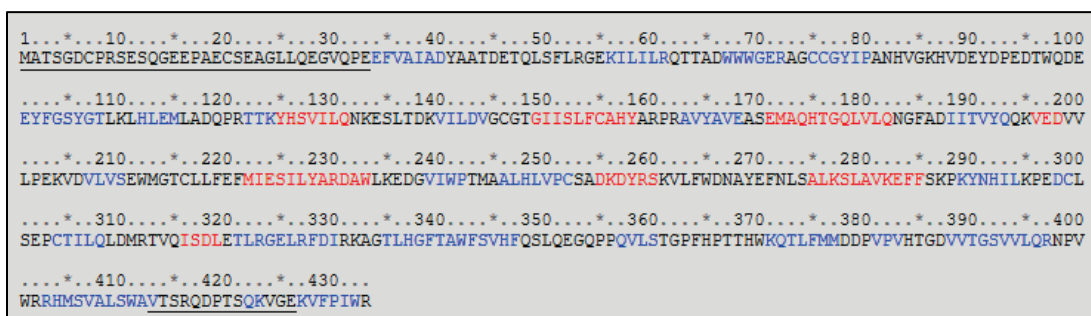 1...*...10....*...20....*...30....*...40....*...50....*...60....*...70....*...80....*...90....*..100
MATSGDCPRSESQGEEPAECSEAGLLQEGVQPEEFVAIADYAATDETQLSFLRGEKILILRQTTADWWWGERAGCCGYIPANHVGKHVDEYDPEDTWQDE
....*..110....*..120....*..130....*..140....*..150....*..160....*..170....*..180....*..190....*..200
EYFGSYGTLKLHLEMLADQPRTTKYHSVILQNKESLTDKVILDVGCGTGIISLFCAHYARPRAVYAVEASEMAQHTGQLVLQNGFADIITVYQQKVEDVV
....*..210....*..220....*..230....*..240....*..250....*..260....*..270....*..280....*..290....*..300
LPEKVDVLVSEWMGTCLLFEFMIESILYARDAWLKEDGVIWPTMAALHLVPCSADKDYRSKVLFWDNAYEFNLSALKSLAVKEFFSKPKYNHILKPEDCL
....*..310....*..320....*..330....*..340....*..350....*..360....*..370....*..380....*..390....*..400
SEPCTILQLDMRTVQISDLETLRGELRFDIRKAGTLHGFTAWFSVHFQSLQEGQPPQVLSTGPFHPTTHWKQTLFMMDDPVPVHTGDVVTGSVVLQRNPV
....*..410....*..420....*..430...
WRRHMSVALSWAVTSRQDPTSQKVGEKVFPIWR